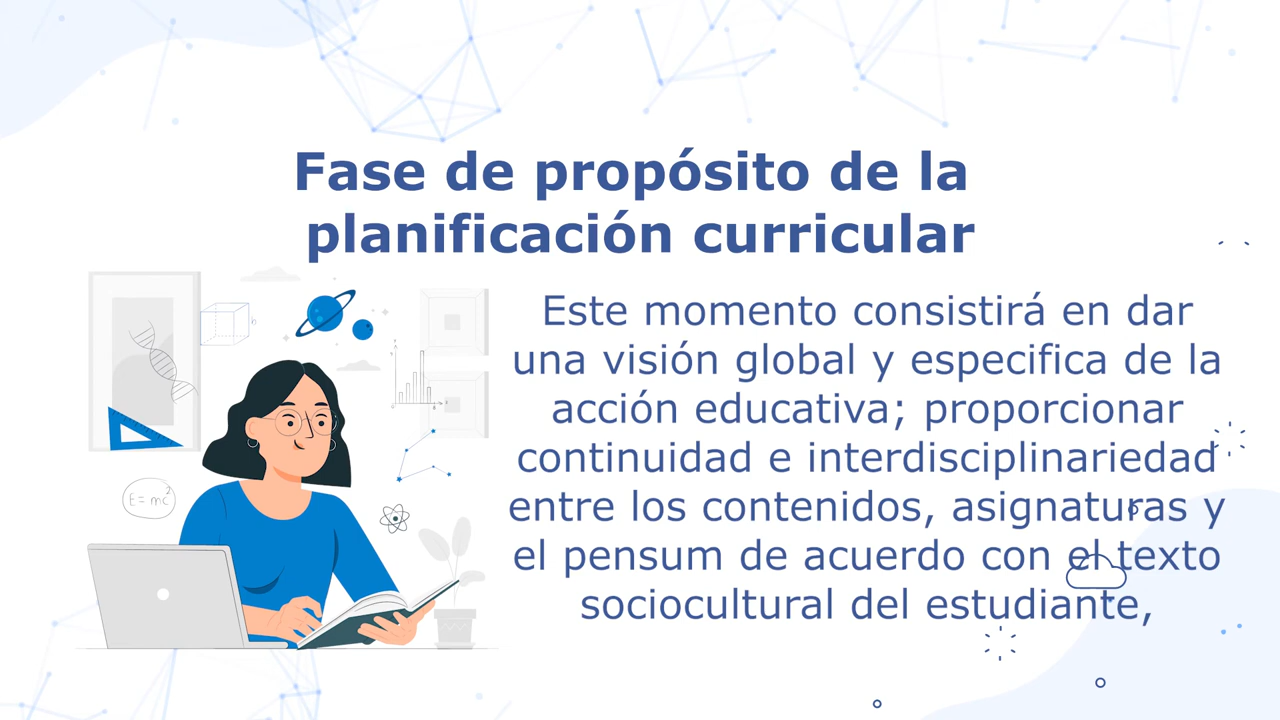 Fase de propósito de la
planificación curricular
Este momento consistirá en dar
una visión global y especifica de la
acción educativa; proporcionar
continuidad e interdisciplinariedad
entre los contenidos, asignaturas y
el pensum de acuerdo con el texto
sociocultural del estudiante,
E = mc²